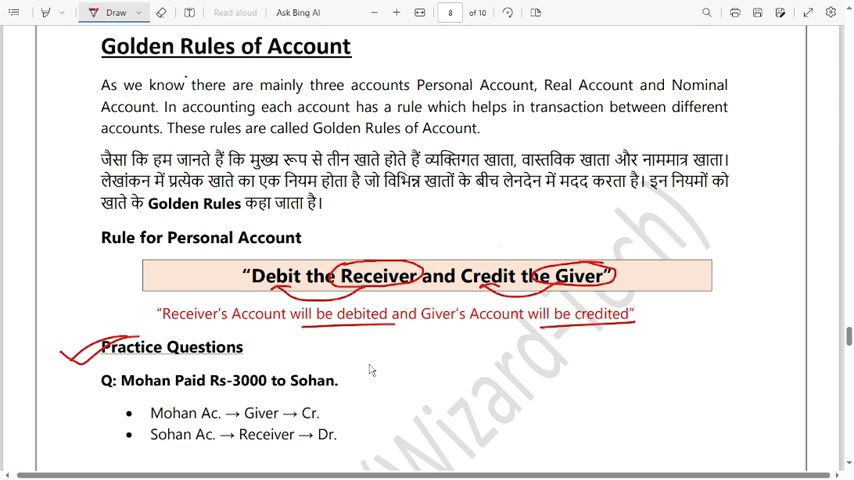 Draw
Read aloud
Ask Bing AI
8
of 10
Golden Rules of Account
As we know there are mainly three accounts Personal Account, Real Account and Nominal
Account. In accounting each account has a rule which helps in transaction between different
accounts. These rules are called Golden Rules of Account.
जैसा कि हम जानते हैं कि मुख्य रूप से तीन खाते होते हैं व्यक्तिगत खाता, वास्तविक खाता और नाममात्र खाता।
लेखांकन में प्रत्येक खाते का एक नियम होता है जो विभिन्न खातों के बीच लेनदेन में मदद करता है। इन नियमों को
खाते के Golden Rules कहा जाता है।
Rule for Personal Account
“Debit the Receiver and Credit the Giver”
“Receiver’s Account will be debited and Giver’s Account will be credited”
Practice Questions
Q: Mohan Paid Rs-3000 to Sohan.
• Mohan Ac. → Giver → Cr.
• Sohan Ac. → Receiver → Dr.
(Wizard-Tech)